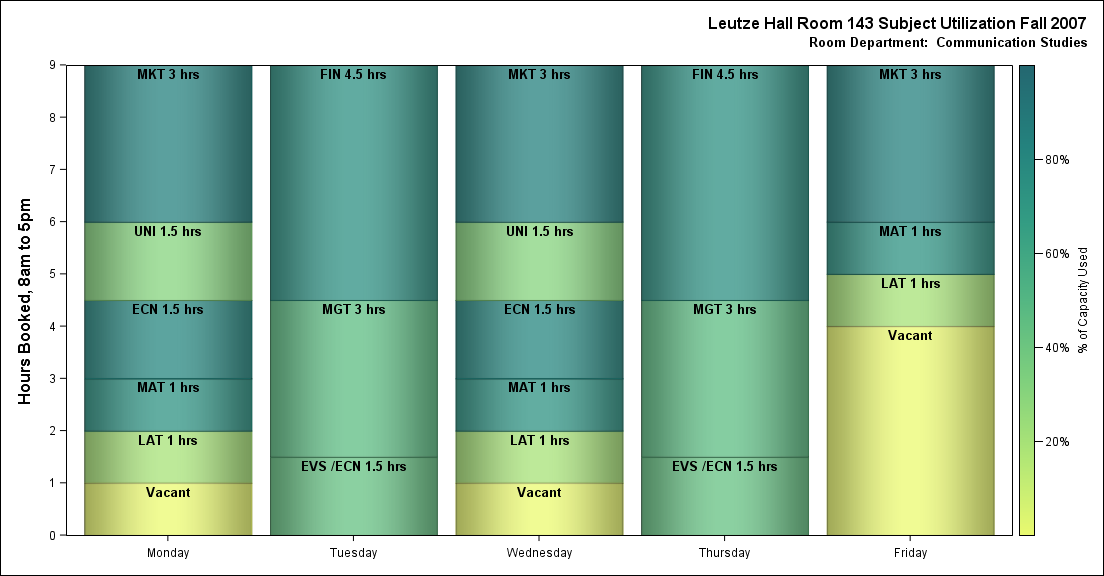 Leutze Hall Room 143 Subject Utilization Fall 2007
Room Department:  Communication Studies
Hours Booked, 8am to 5pm
9
8
7
6
5
4
3
2
1
0
MKT 3 hrs
UNI 1.5 hrs
ECN 1.5 hrs
MAT 1 hrs
LAT 1 hrs
Vacant
Monday
FIN 4.5 hrs
MGT 3 hrs
EVS /ECN 1.5 hrs
Tuesday
MKT 3 hrs
UNI 1.5 hrs
ECN 1.5 hrs
MAT 1 hrs
LAT 1 hrs
Vacant
Wednesday
FIN 4.5 hrs
MGT 3 hrs
EVS /ECN 1.5 hrs
Thursday
MKT 3 hrs
MAT 1 hrs
LAT 1 hrs
Vacant
Friday
80%
60%
40%
20%
% of Capacity Used